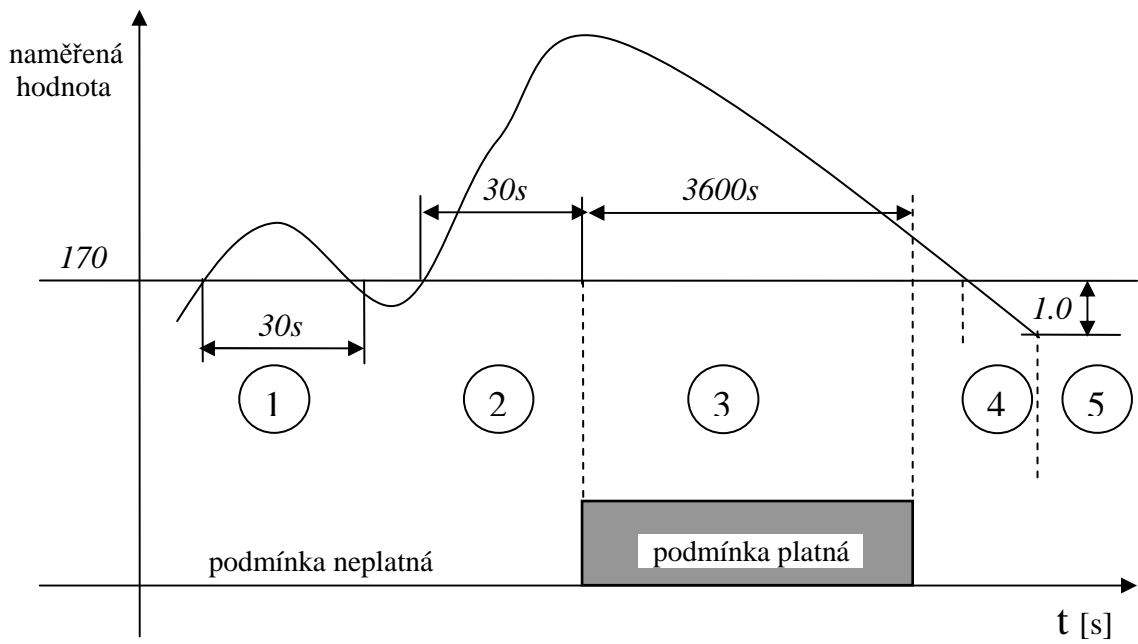 naměřená
hodnota
30s
3600s
170
1.0
30s
1
2
3
4
5
podmínka neplatná
podmínka platná
t [s]